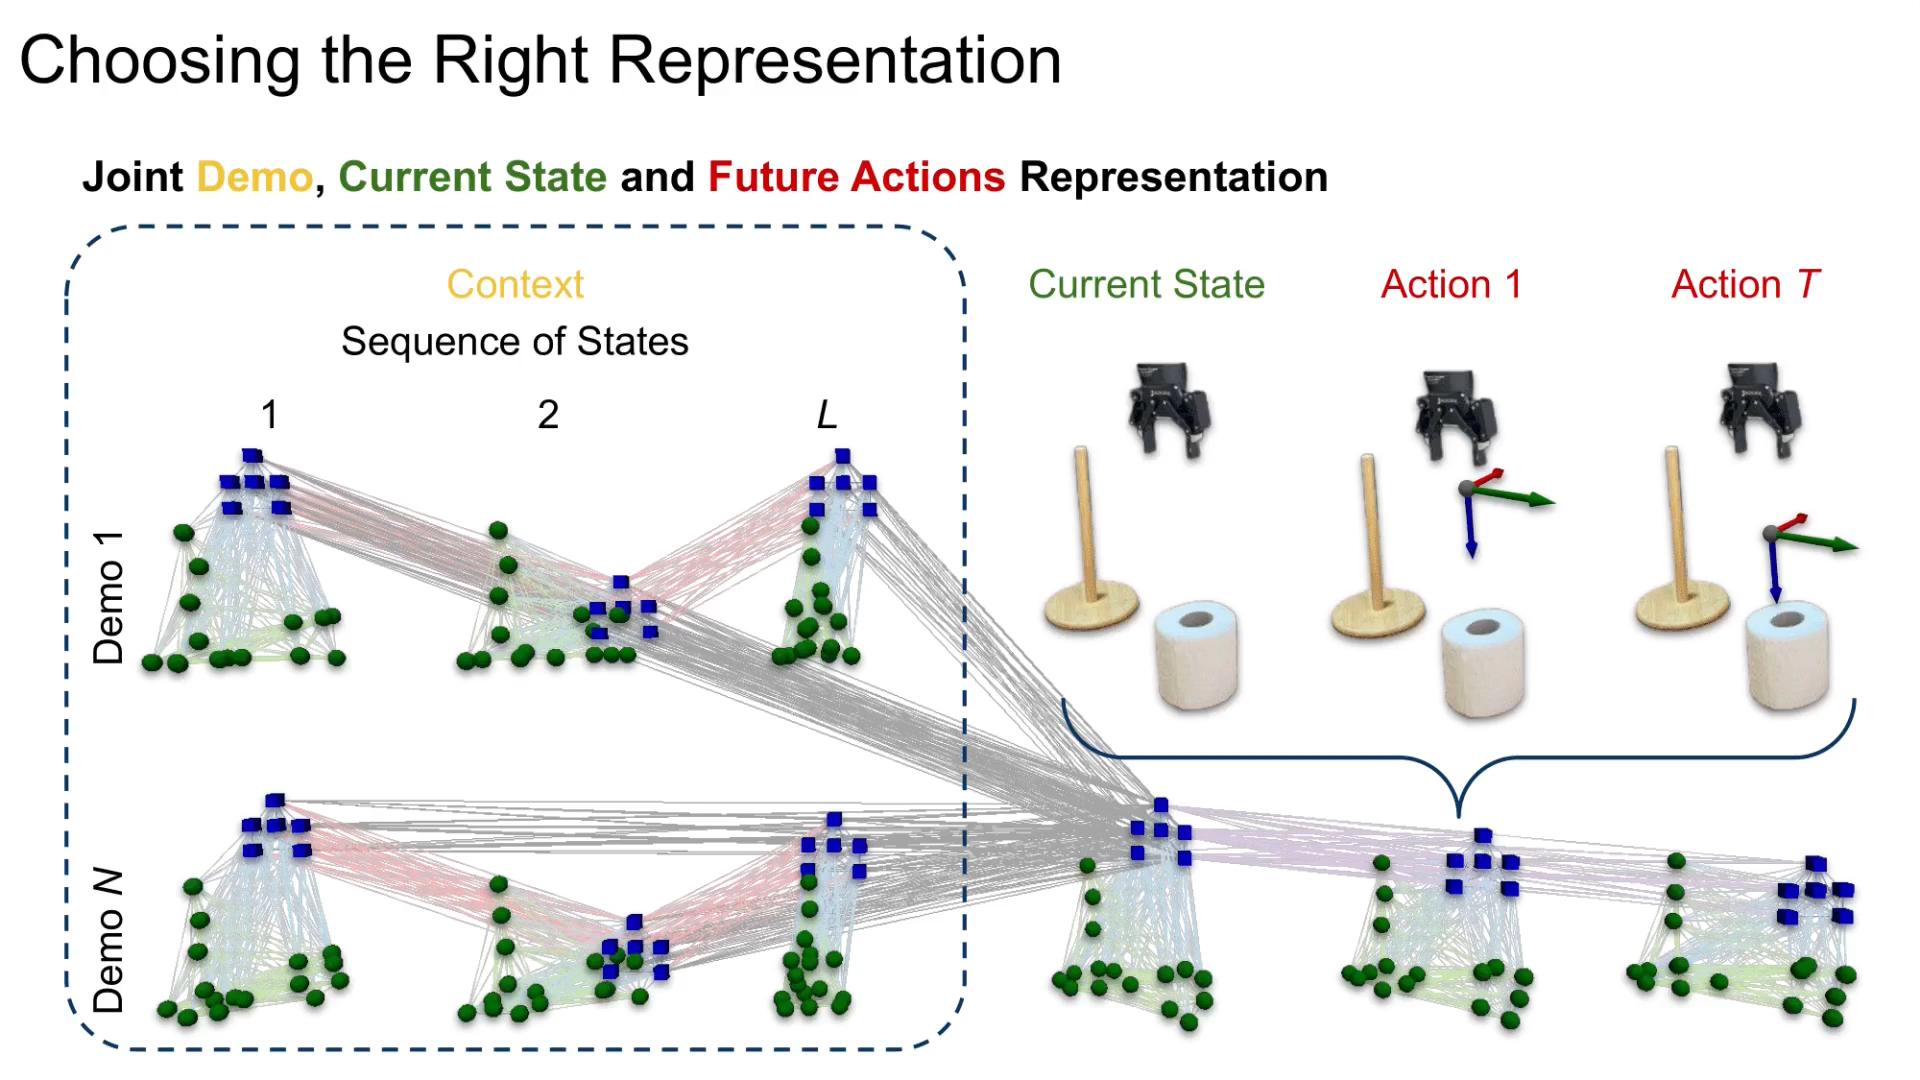 Choosing the Right Representation
Joint Demo, Current State and Future Actions Representation
Context
Sequence of States
1
2
L
Demo 1
Demo N
Current State
Action 1
Action T